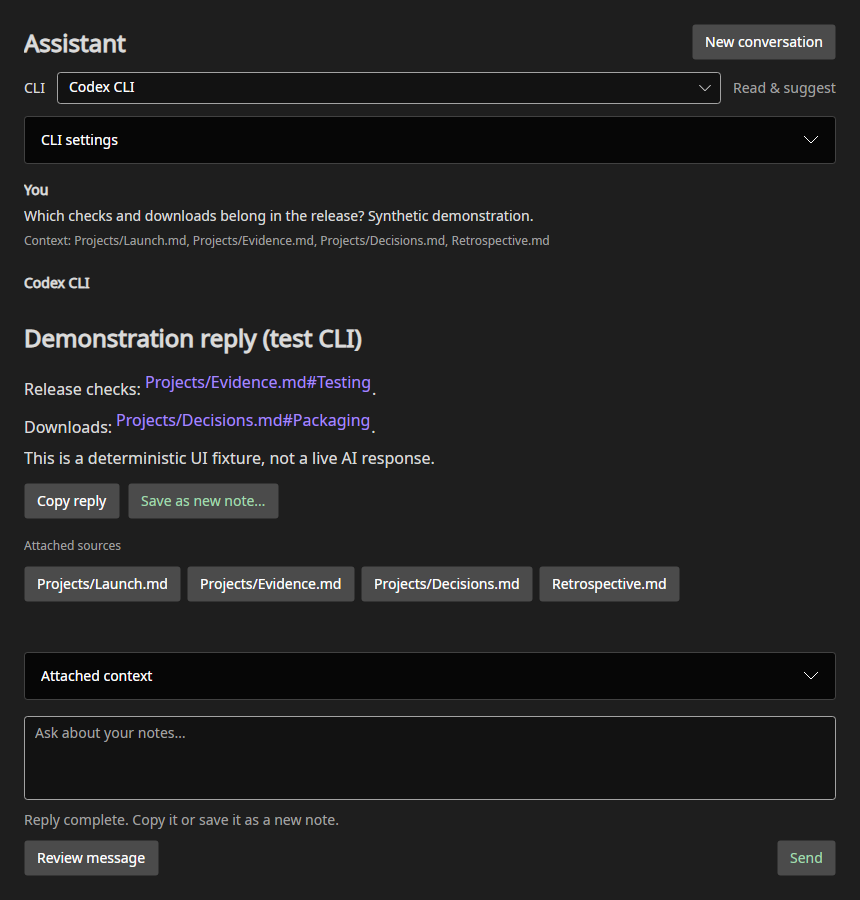 Assistant
New conversation
CLI
Codex CLI
Read & suggest
CLI settings
You
Which checks and downloads belong in the release? Synthetic demonstration.
Context: Projects/Launch.md, Projects/Evidence.md, Projects/Decisions.md, Retrospective.md
Codex CLI
Demonstration reply (test CLI)
Release checks: Projects/Evidence.md#Testing.
Downloads: Projects/Decisions.md#Packaging.
This is a deterministic UI fixture, not a live AI response.
Copy reply
Save as new note...
Attached sources
Projects/Launch.md
Projects/Evidence.md
Projects/Decisions.md
Retrospective.md
Attached context
Ask about your notes...
Reply complete. Copy it or save it as a new note.
Review message
Send